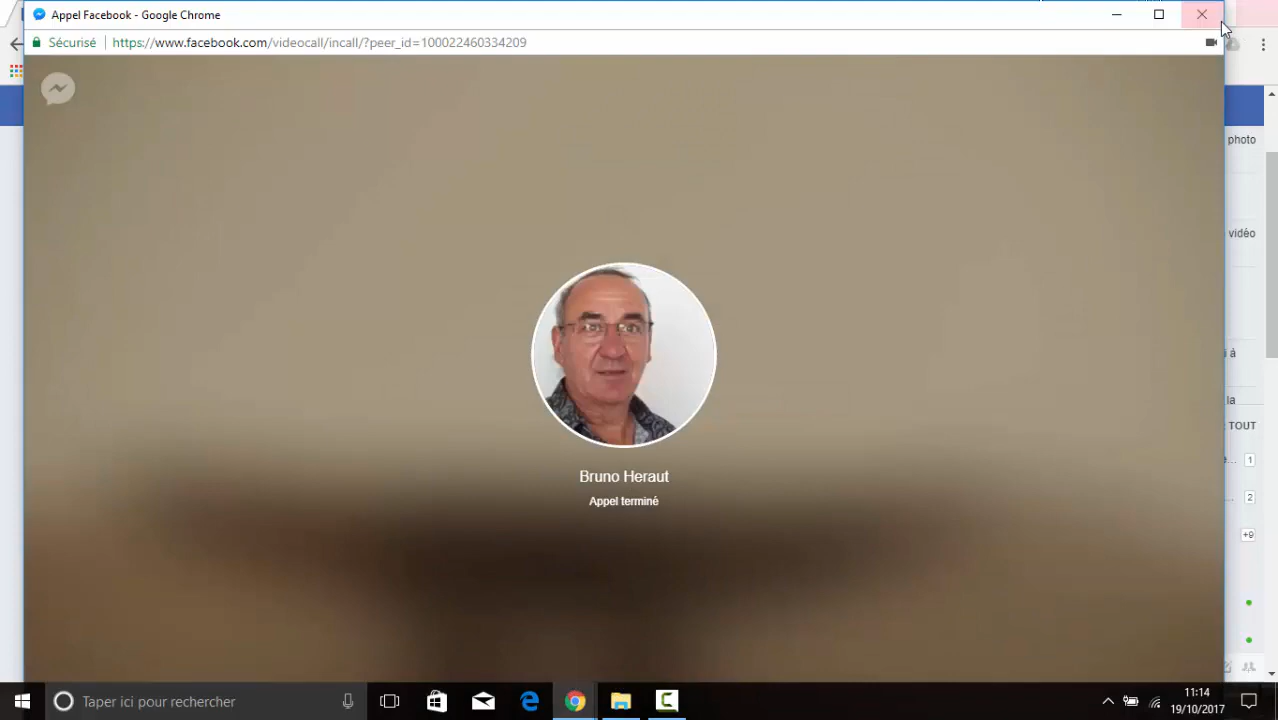 Appel Facebook - Google Chrome
Sécurisé https://www.facebook.com/videocall/incall/?peer_id=100022460334209
photo
vidéo
à
la
TOUT
e... 1
... 2
+9
Bruno Heraut
Appel terminé
Taper ici pour rechercher
11:14
19/10/2017